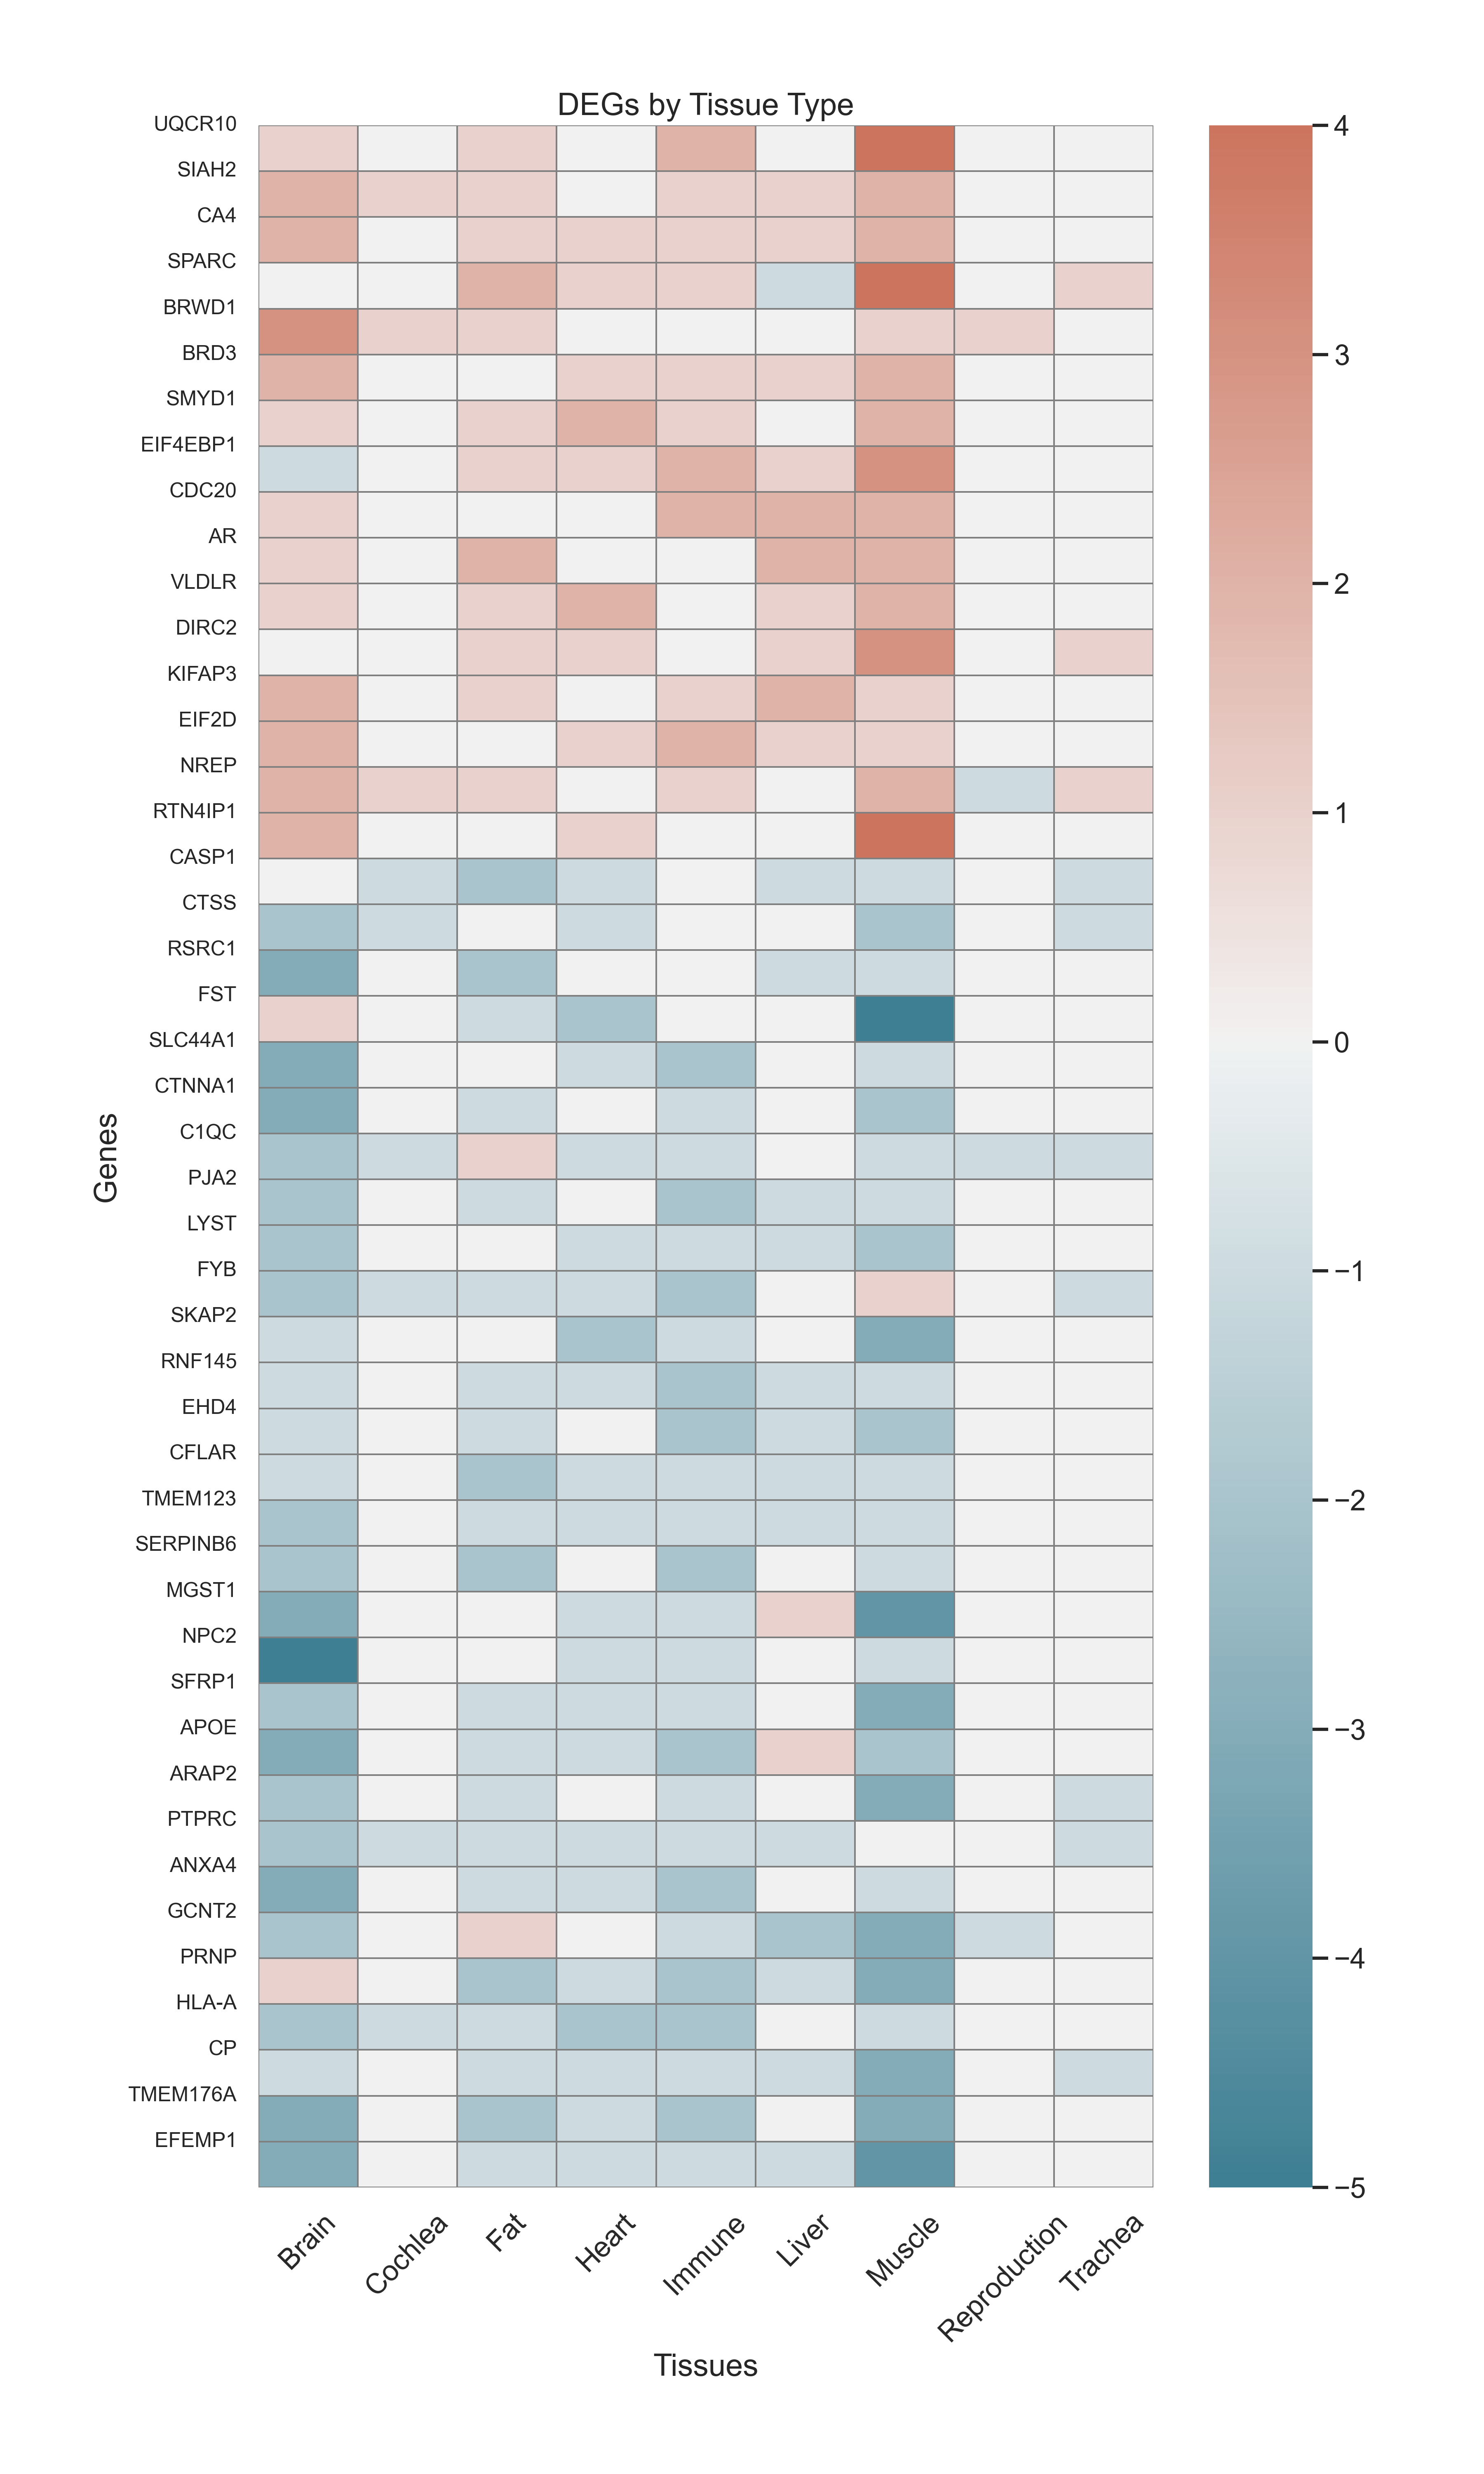 DEGs by Tissue Type
UQCR10
SIAH2
CA4
SPARC
BRWD1
BRD3
SMYD1
EIF4EBP1
CDC20
AR
VLDLR
DIRC2
KIFAP3
EIF2D
NREP
RTN4IP1
CASP1
CTSS
RSRC1
FST
SLC44A1
CTNNA1
C1QC
PJA2
LYST
FYB
SKAP2
RNF145
EHD4
CFLAR
TMEM123
SERPINB6
MGST1
NPC2
SFRP1
APOE
ARAP2
PTPRC
ANXA4
GCNT2
PRNP
HLA-A
CP
TMEM176A
EFEMP1
Genes
Brain
Cochlea
Fat
Heart
Immune
Liver
Muscle
Reproduction
Trachea
Tissues
4
3
2
1
0
−1
−2
−3
−4
−5